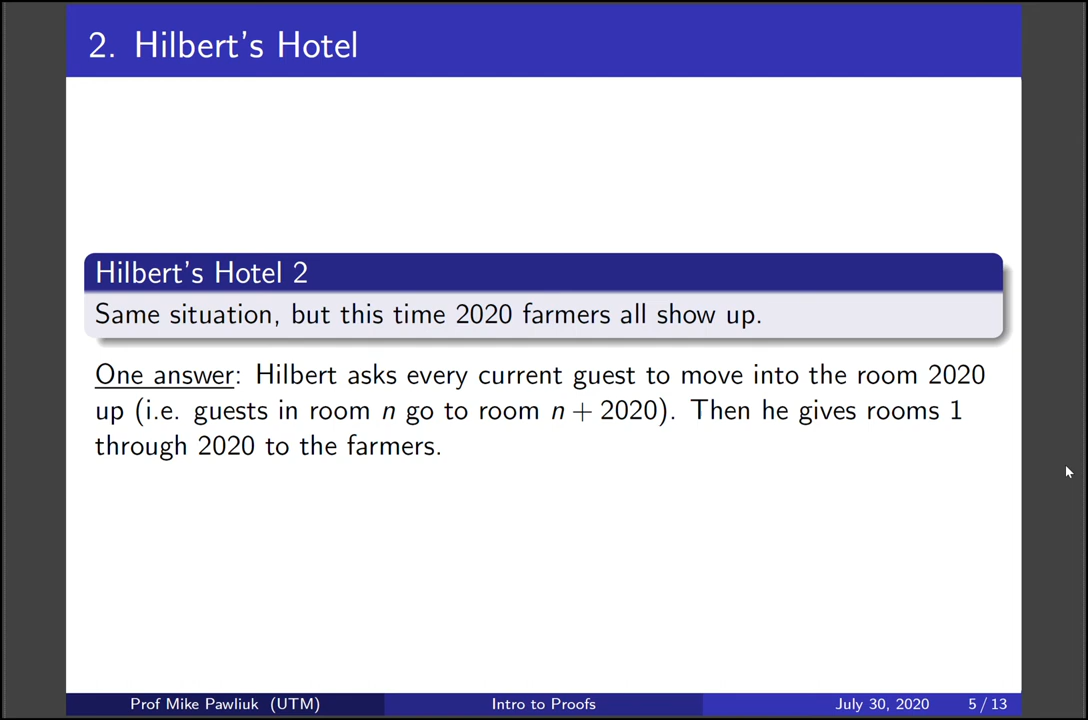 2. Hilbert's Hotel
Hilbert's Hotel 2
Same situation, but this time 2020 farmers all show up.
One answer: Hilbert asks every current guest to move into the room 2020
up (i.e. guests in room n go to room n + 2020). Then he gives rooms 1
through 2020 to the farmers.
Prof Mike Pawliuk (UTM) Intro to Proofs July 30, 2020 5 / 13